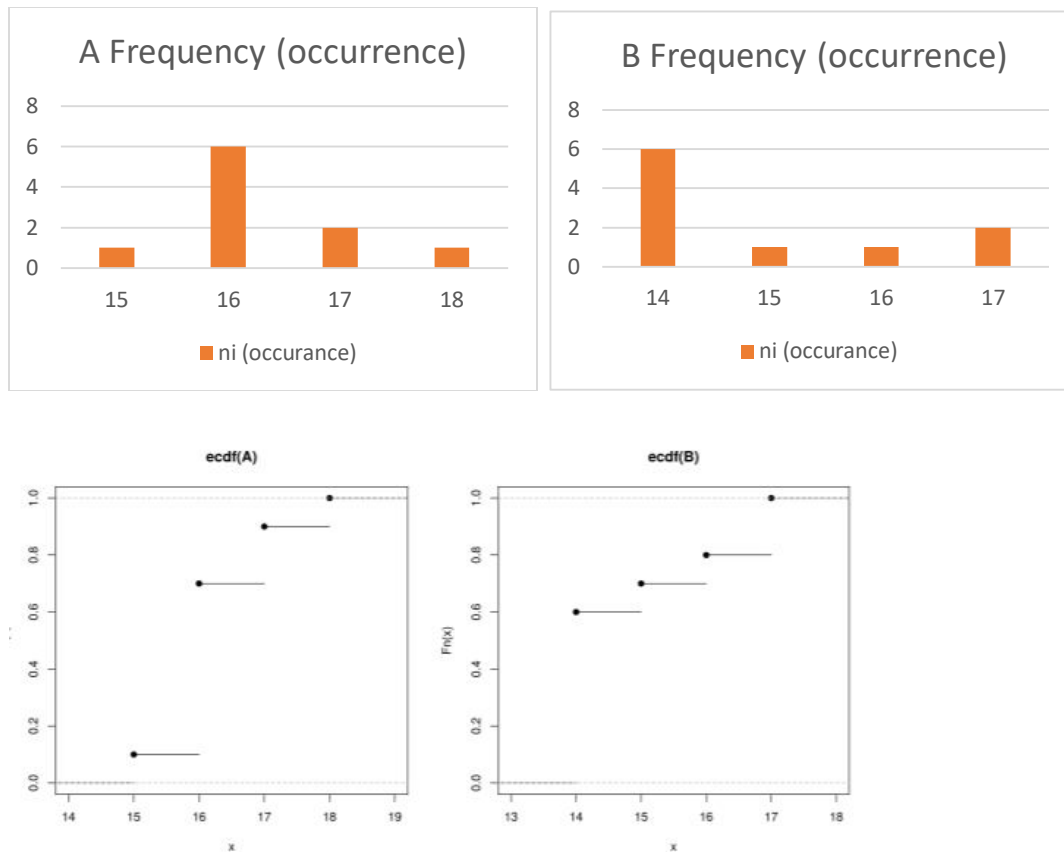 A Frequency (occurrence)
8
6
4
2
0
15 16 17 18
ni (occurance)
B Frequency (occurrence)
8
6
4
2
0
14 15 16 17
ni (occurance)
ecdf(A)
1.0
0.8
0.6
0.4
0.2
0.0
14 15 16 17 18 19
x
ecdf(B)
Fn(x)
1.0
0.8
0.6
0.4
0.2
0.0
13 14 15 16 17 18
x